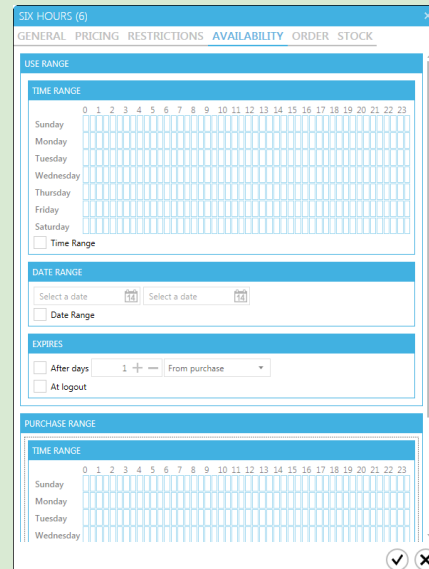 SIX HOURS (6)
GENERAL PRICING RESTRICTIONS AVAILABILITY ORDER STOCK
USE RANGE
TIME RANGE
0 1 2 3 4 5 6 7 8 9 10 11 12 13 14 15 16 17 18 19 20 21 22 23
Sunday
Monday
Tuesday
Wednesday
Thursday
Friday
Saturday
Time Range
DATE RANGE
Select a date 14 Select a date 14
Date Range
EXPIRES
After days 1 + − From purchase
At logout
PURCHASE RANGE
TIME RANGE
0 1 2 3 4 5 6 7 8 9 10 11 12 13 14 15 16 17 18 19 20 21 22 23
Sunday
Monday
Tuesday
Wednesday